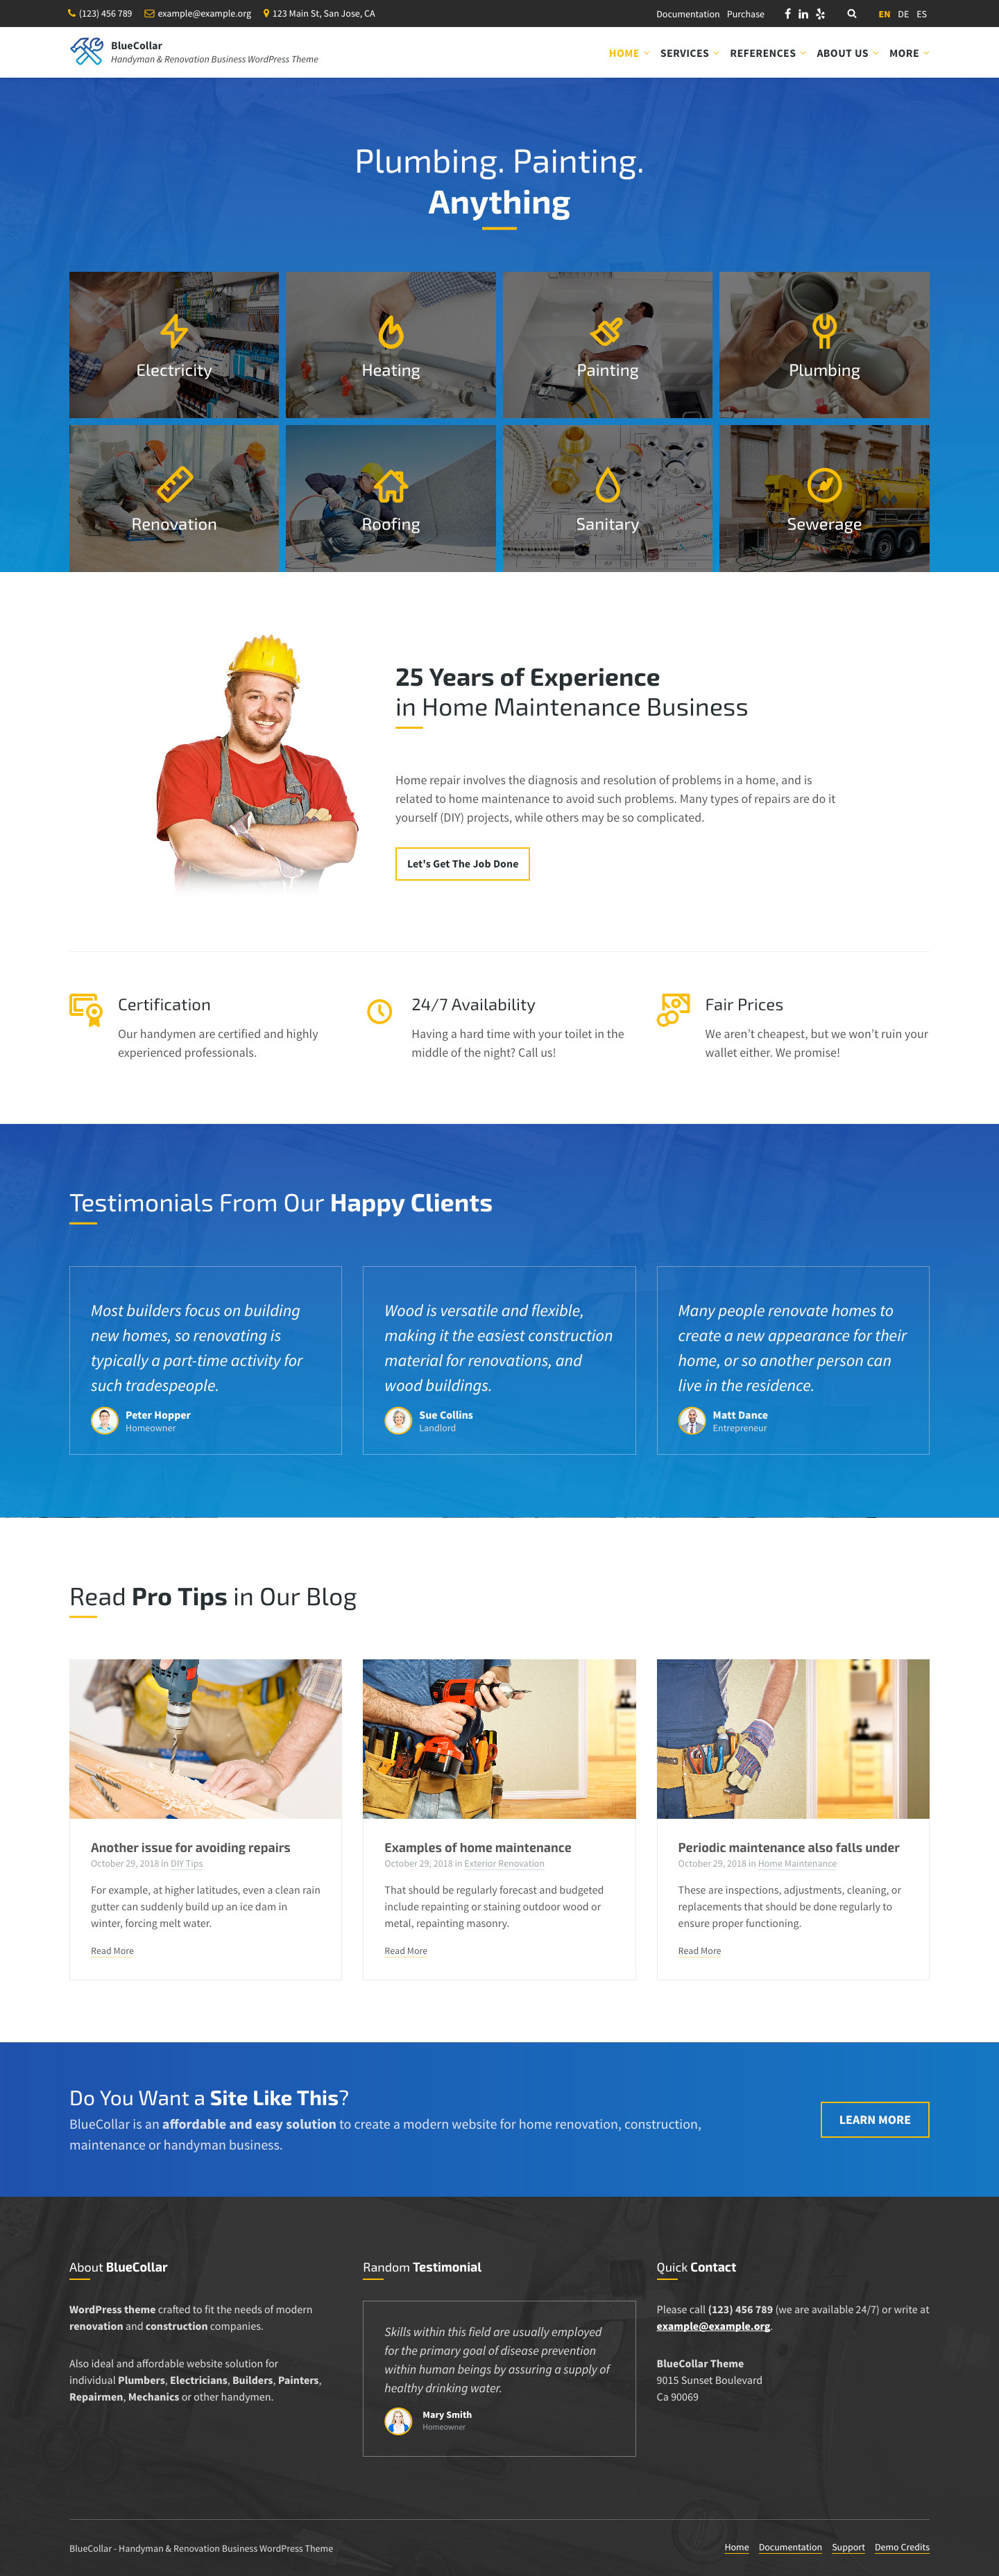 (123) 456 789 example@example.org 123 Main St, San Jose, CA Documentation Purchase EN DE ES
BlueCollar
Handyman & Renovation Business WordPress Theme
HOME SERVICES REFERENCES ABOUT US MORE
Plumbing. Painting.
Anything
Electricity Heating Painting Plumbing
Renovation Roofing Sanitary Sewerage
25 Years of Experience
in Home Maintenance Business
Home repair involves the diagnosis and resolution of problems in a home, and is
related to home maintenance to avoid such problems. Many types of repairs are do it
yourself (DIY) projects, while others may be so complicated.
Let's Get The Job Done
Certification
Our handymen are certified and highly
experienced professionals.
24/7 Availability
Having a hard time with your toilet in the
middle of the night? Call us!
Fair Prices
We aren't cheapest, but we won't ruin your
wallet either. We promise!
Testimonials From Our Happy Clients
Most builders focus on building
new homes, so renovating is
typically a part-time activity for
such tradespeople.
Peter Hopper
Homeowner
Wood is versatile and flexible,
making it the easiest construction
material for renovations, and
wood buildings.
Sue Collins
Landlord
Many people renovate homes to
create a new appearance for their
home, or so another person can
live in the residence.
Matt Dance
Entrepreneur
Read Pro Tips in Our Blog
Another issue for avoiding repairs
October 29, 2018 in DIY Tips
For example, at higher latitudes, even a clean rain
gutter can suddenly build up an ice dam in
winter, forcing melt water.
Read More
Examples of home maintenance
October 29, 2018 in Exterior Renovation
That should be regularly forecast and budgeted
include repainting or staining outdoor wood or
metal, repainting masonry.
Read More
Periodic maintenance also falls under
October 29, 2018 in Home Maintenance
These are inspections, adjustments, cleaning, or
replacements that should be done regularly to
ensure proper functioning.
Read More
Do You Want a Site Like This?
BlueCollar is an affordable and easy solution to create a modern website for home renovation, construction,
maintenance or handyman business.
LEARN MORE
About BlueCollar
WordPress theme crafted to fit the needs of modern
renovation and construction companies.
Also ideal and affordable website solution for
individual Plumbers, Electricians, Builders, Painters,
Repairmen, Mechanics or other handymen.
Random Testimonial
Skills within this field are usually employed
for the primary goal of disease prevention
within human beings by assuring a supply of
healthy drinking water.
Mary Smith
Homeowner
Quick Contact
Please call (123) 456 789 (we are available 24/7) or write at
example@example.org.
BlueCollar Theme
9015 Sunset Boulevard
Ca 90069
BlueCollar - Handyman & Renovation Business WordPress Theme
Home Documentation Support Demo Credits